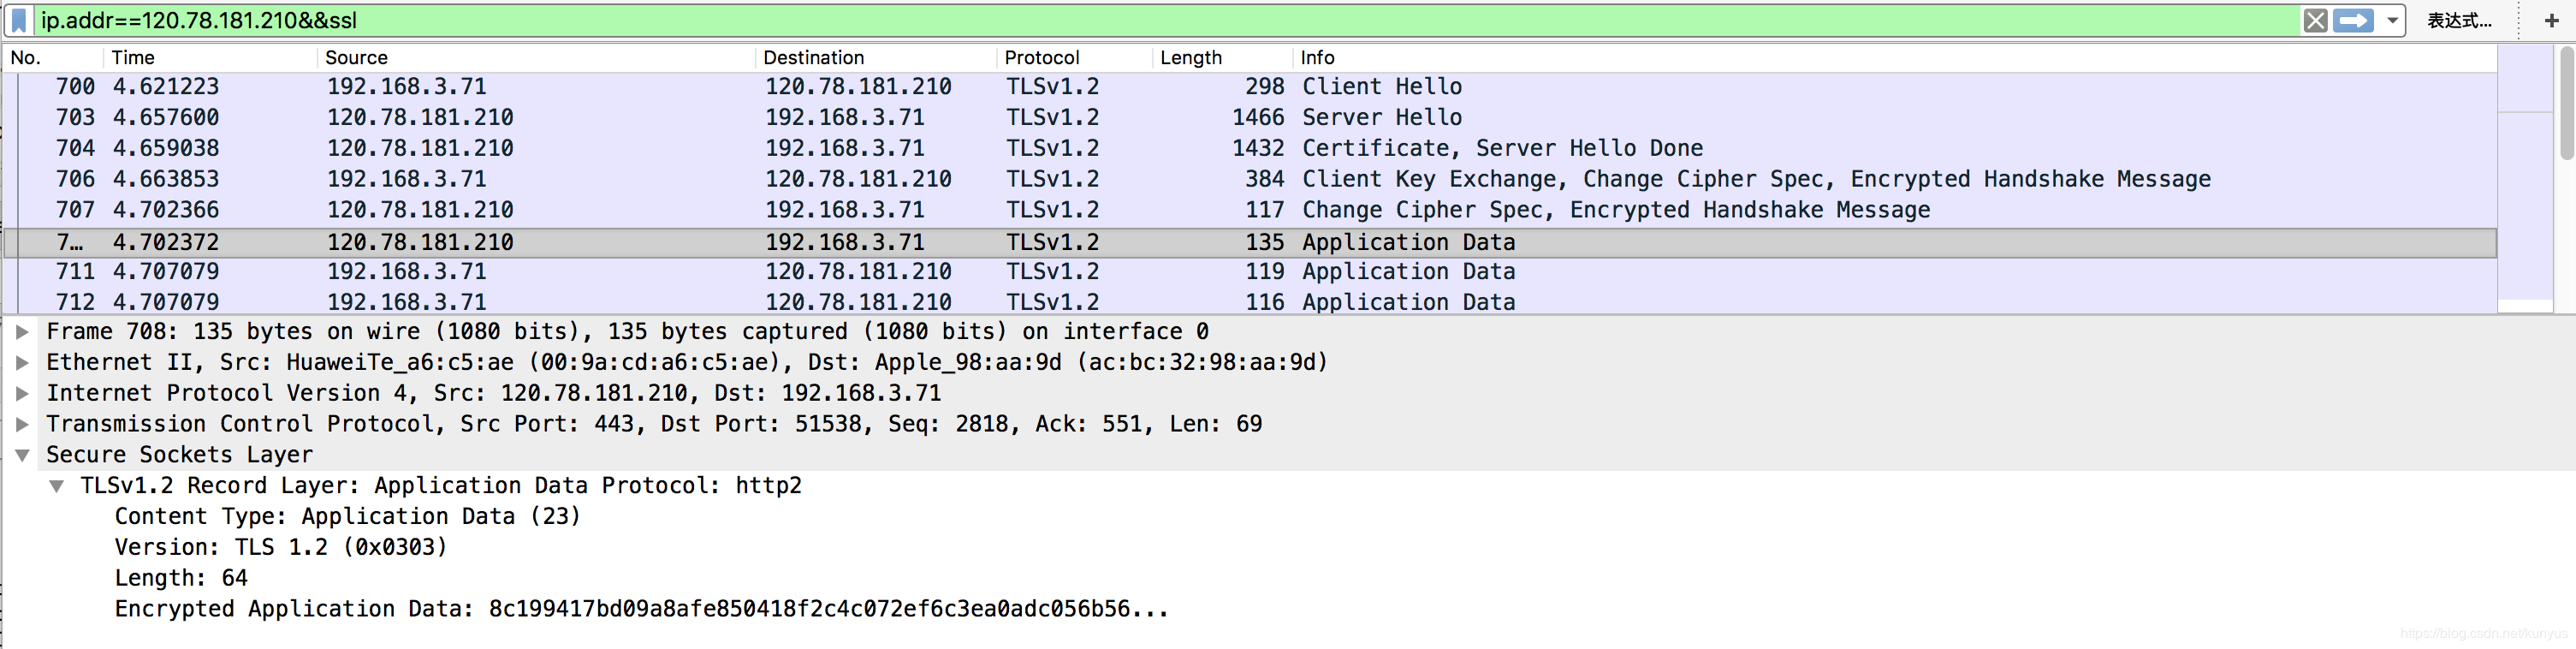 ip.addr==120.78.181.210&&ssl 表达式... +
No. Time Source Destination Protocol Length Info
700 4.621223 192.168.3.71 120.78.181.210 TLSv1.2 298 Client Hello
703 4.657600 120.78.181.210 192.168.3.71 TLSv1.2 1466 Server Hello
704 4.659038 120.78.181.210 192.168.3.71 TLSv1.2 1432 Certificate, Server Hello Done
706 4.663853 192.168.3.71 120.78.181.210 TLSv1.2 384 Client Key Exchange, Change Cipher Spec, Encrypted Handshake Message
707 4.702366 120.78.181.210 192.168.3.71 TLSv1.2 117 Change Cipher Spec, Encrypted Handshake Message
7… 4.702372 120.78.181.210 192.168.3.71 TLSv1.2 135 Application Data
711 4.707079 192.168.3.71 120.78.181.210 TLSv1.2 119 Application Data
712 4.707079 192.168.3.71 120.78.181.210 TLSv1.2 116 Application Data
Frame 708: 135 bytes on wire (1080 bits), 135 bytes captured (1080 bits) on interface 0
Ethernet II, Src: HuaweiTe_a6:c5:ae (00:9a:cd:a6:c5:ae), Dst: Apple_98:aa:9d (ac:bc:32:98:aa:9d)
Internet Protocol Version 4, Src: 120.78.181.210, Dst: 192.168.3.71
Transmission Control Protocol, Src Port: 443, Dst Port: 51538, Seq: 2818, Ack: 551, Len: 69
Secure Sockets Layer
TLSv1.2 Record Layer: Application Data Protocol: http2
Content Type: Application Data (23)
Version: TLS 1.2 (0x0303)
Length: 64
Encrypted Application Data: 8c199417bd09a8afe850418f2c4c072ef6c3ea0adc056b56...
https://blog.csdn.net/kunyus